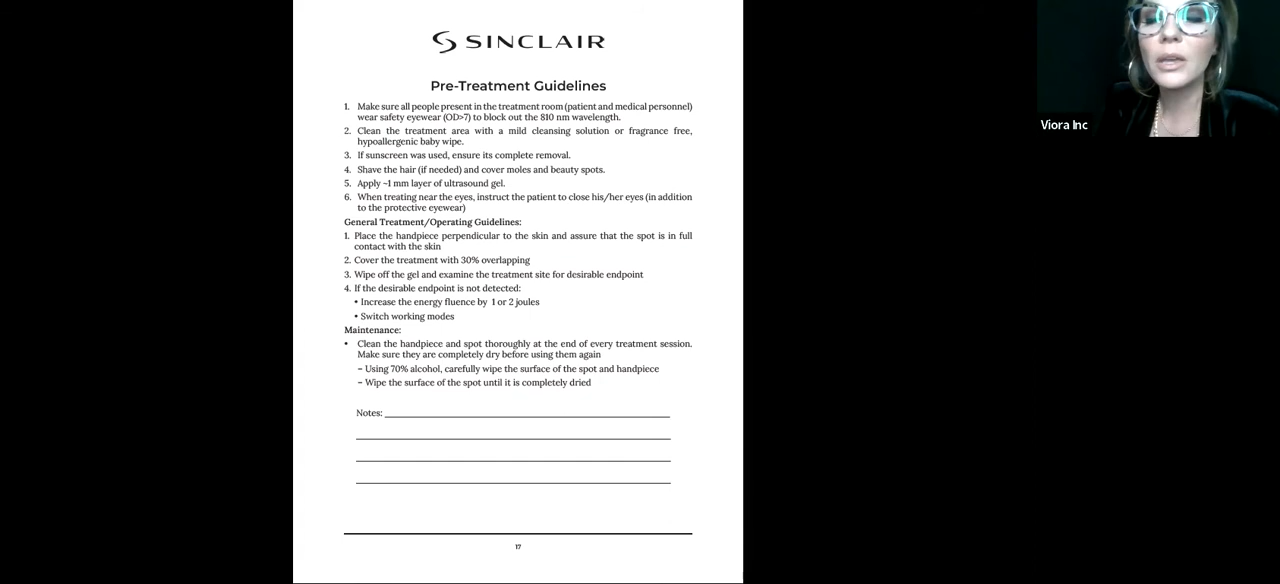 SINCLAIR
Pre-Treatment Guidelines
1. Make sure all people present in the treatment room (patient and medical personnel)
wear safety eyewear (OD>7) to block out the 810 nm wavelength.
2. Clean the treatment area with a mild cleansing solution or fragrance free,
hypoallergenic baby wipe.
3. If sunscreen was used, ensure its complete removal.
4. Shave the hair (if needed) and cover moles and beauty spots.
5. Apply ~1 mm layer of ultrasound gel.
6. When treating near the eyes, instruct the patient to close his/her eyes (in addition
to the protective eyewear)
General Treatment/Operating Guidelines:
1. Place the handpiece perpendicular to the skin and assure that the spot is in full
contact with the skin
2. Cover the treatment with 30% overlapping
3. Wipe off the gel and examine the treatment site for desirable endpoint
4. If the desirable endpoint is not detected:
• Increase the energy fluence by 1 or 2 joules
• Switch working modes
Maintenance:
• Clean the handpiece and spot thoroughly at the end of every treatment session.
Make sure they are completely dry before using them again
– Using 70% alcohol, carefully wipe the surface of the spot and handpiece
– Wipe the surface of the spot until it is completely dried
Notes:
17
Viora Inc